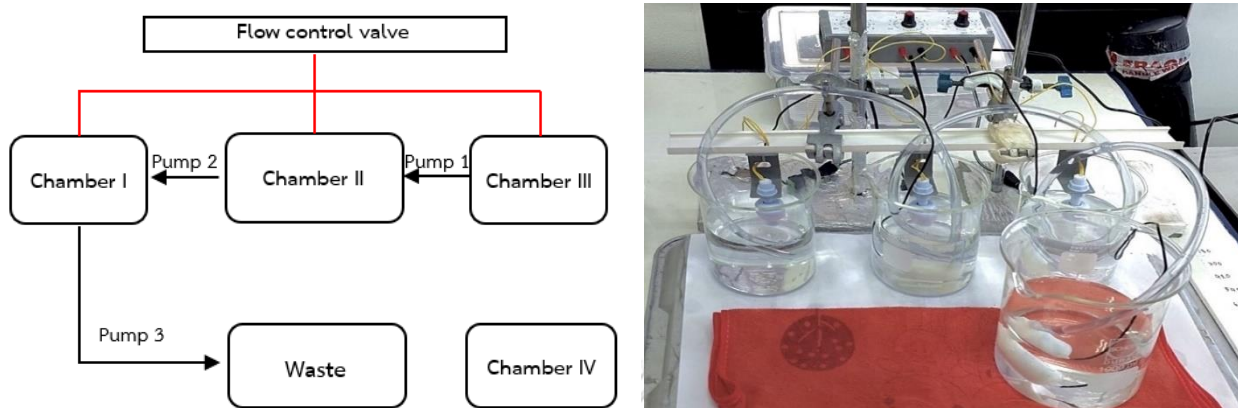 Flow control valve
Pump 2
Pump 1
Chamber I
Chamber II
Chamber III
Pump 3
Waste
Chamber IV